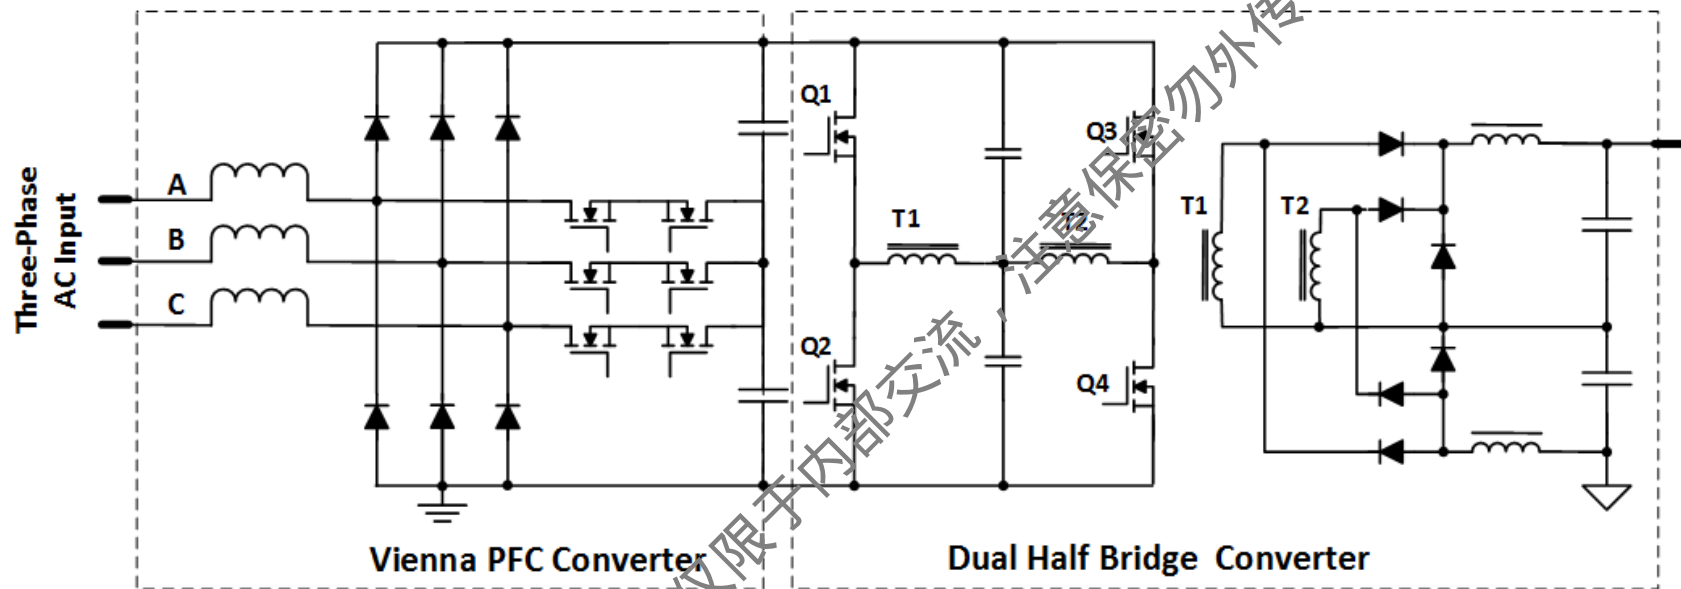 Three-Phase
AC Input
A
B
C
Q1
Q2
T1
T2
Q3
Q4
T1
T2
Vienna PFC Converter
Dual Half Bridge Converter
仅限于内部交流，注意保密勿外传